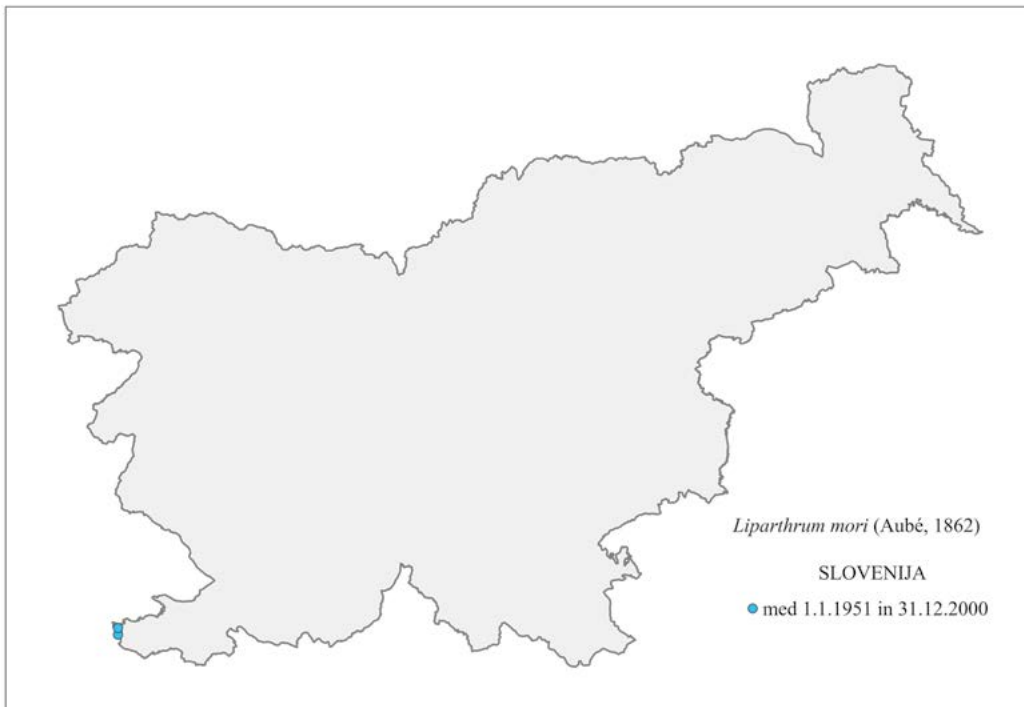 Liparthrum mori (Aubé, 1862)
SLOVENIJA
med 1.1.1951 in 31.12.2000